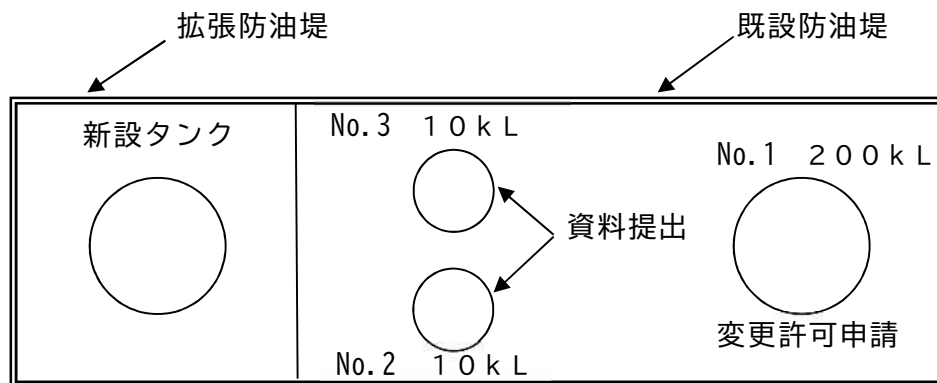 拡張防油堤
既設防油堤
新設タンク
No.3 １０ｋＬ
No.1 ２００ｋＬ
資料提出
変更許可申請
No.2 １０ｋＬ